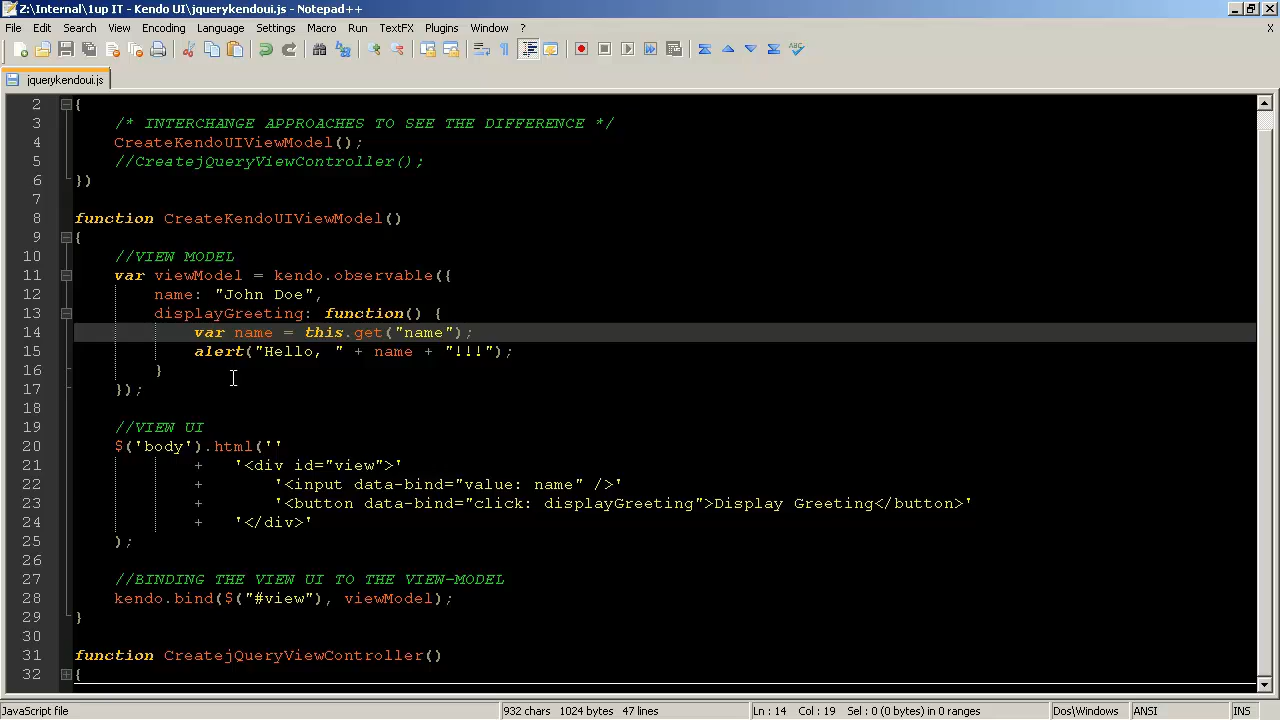 Z:\Internal\1up IT - Kendo UI\jquerykendoui.js - Notepad++
File Edit Search View Encoding Language Settings Macro Run TextFX Plugins Window ? X
jquerykendoui.js
2 {
3 /* INTERCHANGE APPROACHES TO SEE THE DIFFERENCE */
4 CreateKendoUIViewModel();
5 //CreatejQueryViewController();
6 })
7
8 function CreateKendoUIViewModel()
9 {
10 //VIEW MODEL
11 var viewModel = kendo.observable({
12 name: "John Doe",
13 displayGreeting: function() {
14 var name = this.get("name");
15 alert("Hello, " + name + "!!!");
16 }
17 });
18
19 //VIEW UI
20 $('body').html(''
21 + '<div id="view">'
22 + '<input data-bind="value: name" />'
23 + '<button data-bind="click: displayGreeting">Display Greeting</button>'
24 + '</div>'
25 );
26
27 //BINDING THE VIEW UI TO THE VIEW-MODEL
28 kendo.bind($("#view"), viewModel);
29 }
30
31 function CreatejQueryViewController()
32 {
JavaScript file 932 chars 1024 bytes 47 lines Ln : 14 Col : 19 Sel : 0 (0 bytes) in 0 ranges Dos\Windows ANSI INS